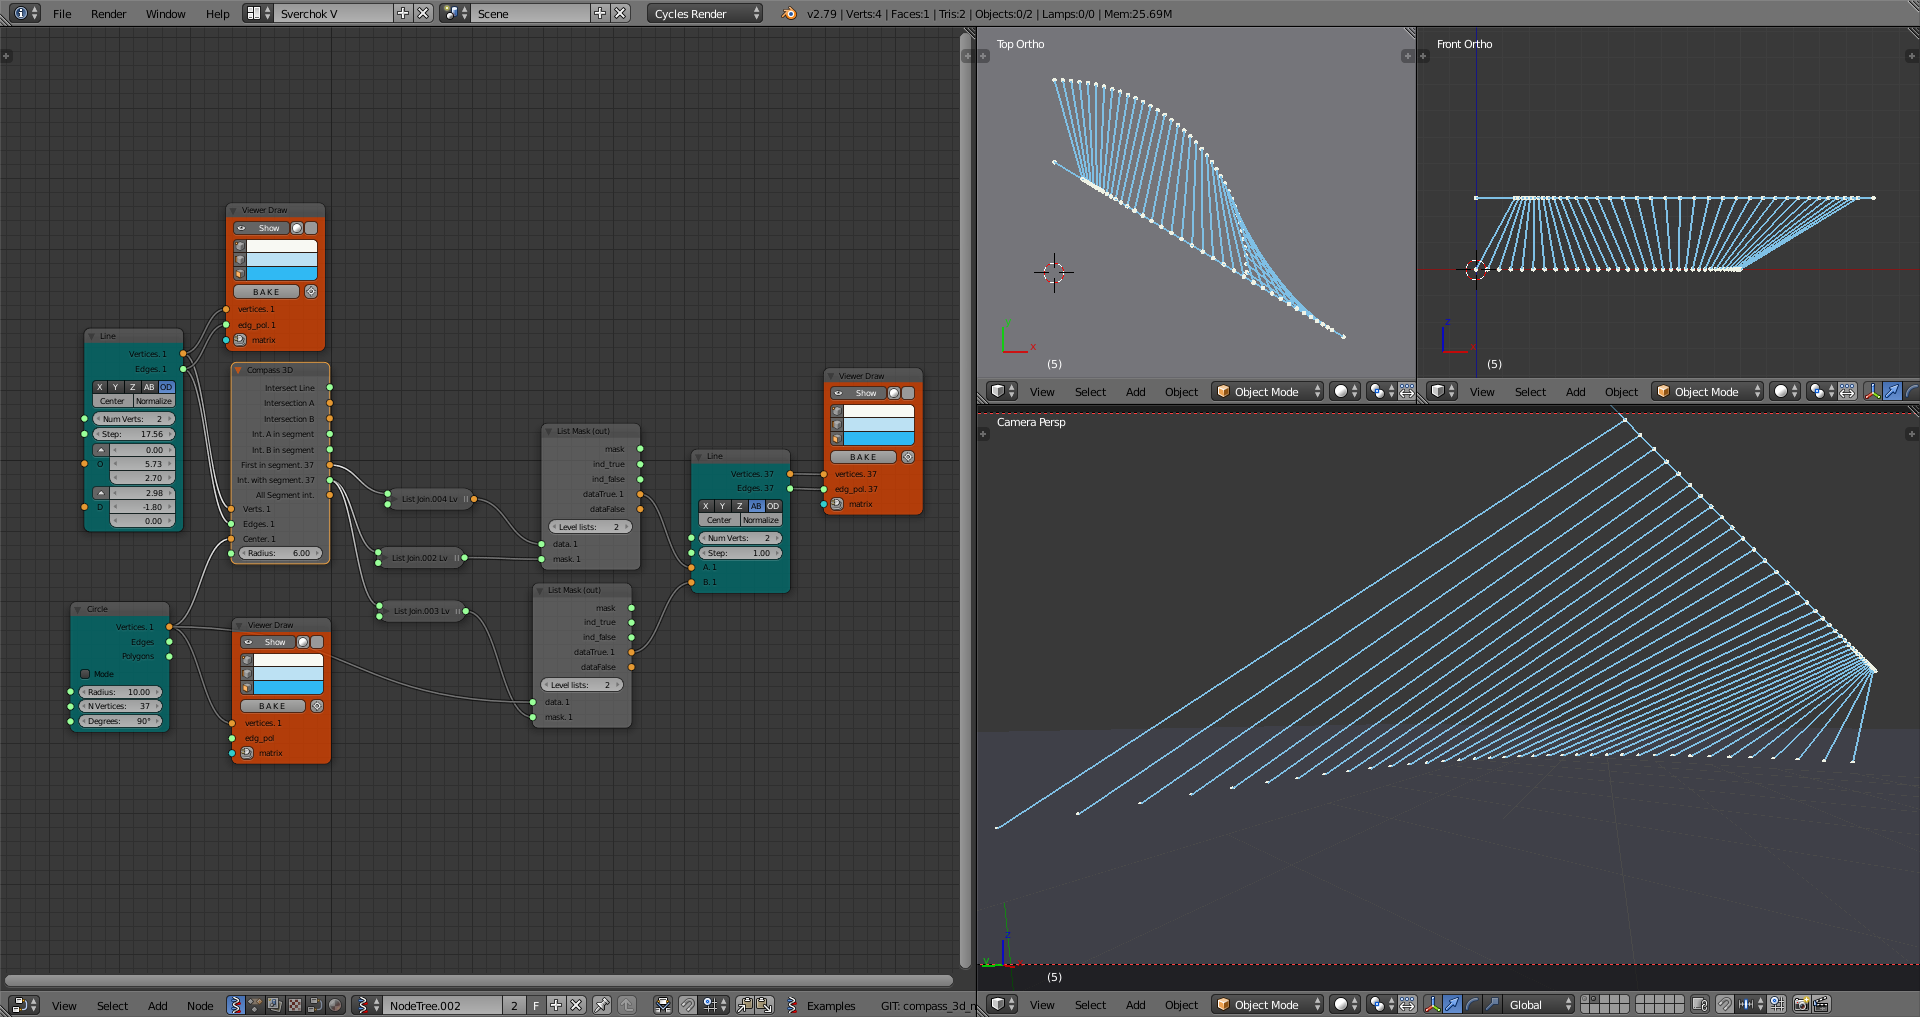 File Render Window Help Sverchok V Scene Cycles Render v2.79 | Verts:4 | Faces:1 | Tris:2 | Objects:0/2 | Lamps:0/0 | Mem:25.69M
Viewer Draw
Show
BAKE
vertices. 1
edg_pol. 1
matrix
Line
Vertices. 1
Edges. 1
X Y Z AB OD
Center Normalize
Num Verts: 2
Step: 17.56
0.00
O 5.73
2.70
2.98
D -1.80
0.00
Compass 3D
Intersect Line
Intersection A
Intersection B
Int. A in segment
Int. B in segment
First in segment. 37
Int. with segment. 37
All Segment int.
Verts. 1
Edges. 1
Center. 1
Radius: 6.00
Circle
Vertices. 1
Edges
Polygons
Mode
Radius: 10.00
N Vertices: 37
Degrees: 90°
Viewer Draw
Show
BAKE
vertices. 1
edg_pol
matrix
List Join.004 Lv
List Join.002 Lv
List Join.003 Lv
List Mask (out)
mask
ind_true
ind_false
dataTrue. 1
dataFalse
Level lists: 2
data. 1
mask. 1
List Mask (out)
mask
ind_true
ind_false
dataTrue. 1
dataFalse
Level lists: 2
data. 1
mask. 1
Line
Vertices. 37
Edges. 37
X Y Z AB OD
Center Normalize
Num Verts: 2
Step: 1.00
A. 1
B. 1
Viewer Draw
Show
BAKE
vertices. 37
edg_pol. 37
matrix
Top Ortho
Y
X
(5)
View Select Add Object Object Mode
Front Ortho
Z
X
(5)
View Select Add Object Object Mode
Camera Persp
Z
Y
(5)
View Select Add Node NodeTree.002 2 F Examples GIT: compass_3d_n
View Select Add Object Object Mode Global